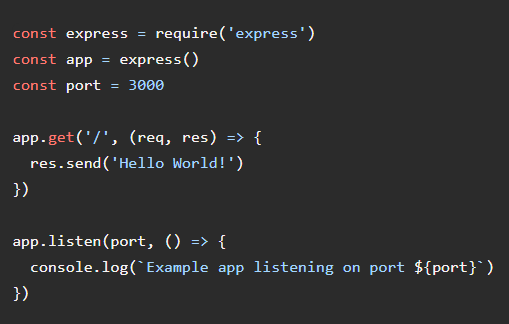 const express = require('express')
const app = express()
const port = 3000

app.get('/', (req, res) => {
  res.send('Hello World!')
})

app.listen(port, () => {
  console.log(`Example app listening on port ${port}`)
})